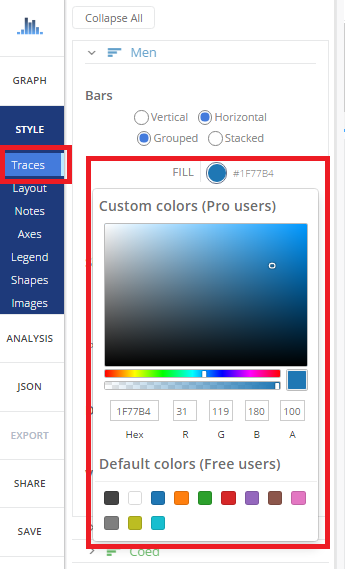 Collapse All
Men
GRAPH
Bars
STYLE
Vertical
Horizontal
Grouped
Stacked
Traces
FILL
#1F77B4
Layout
Custom colors (Pro users)
Notes
Axes
Legend
Shapes
Images
ANALYSIS
JSON
1F77B4
31
119
180
100
Hex
R
G
B
A
EXPORT
Default colors (Free users)
SHARE
SAVE
Coed